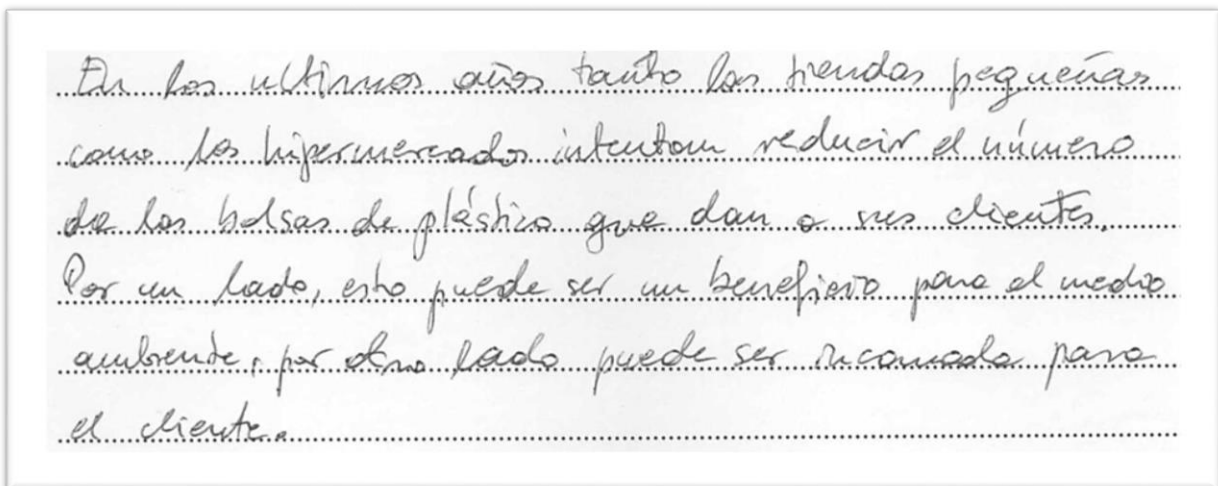 En los ultimos años tanto las tiendas pequeñas
como los hipermercados intentan reducir el número
de las bolsas de plástico que dan a sus clientes.
Por un lado, esto puede ser un beneficio para el medio
ambiente, por otro lado puede ser incomodo para
el cliente.